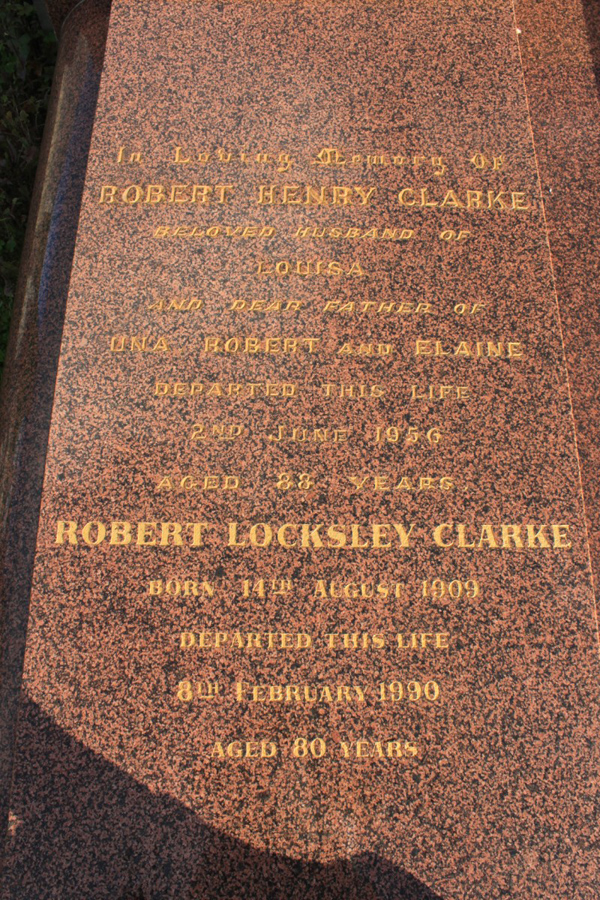 In Loving Memory Of
ROBERT HENRY CLARKE
BELOVED HUSBAND OF
LOUISA
AND DEAR FATHER OF
UNA ROBERT AND ELAINE
DEPARTED THIS LIFE
2ND JUNE 1956
AGED 88 YEARS
ROBERT LOCKSLEY CLARKE
BORN 14TH AUGUST 1909
DEPARTED THIS LIFE
8TH FEBRUARY 1990
AGED 80 YEARS